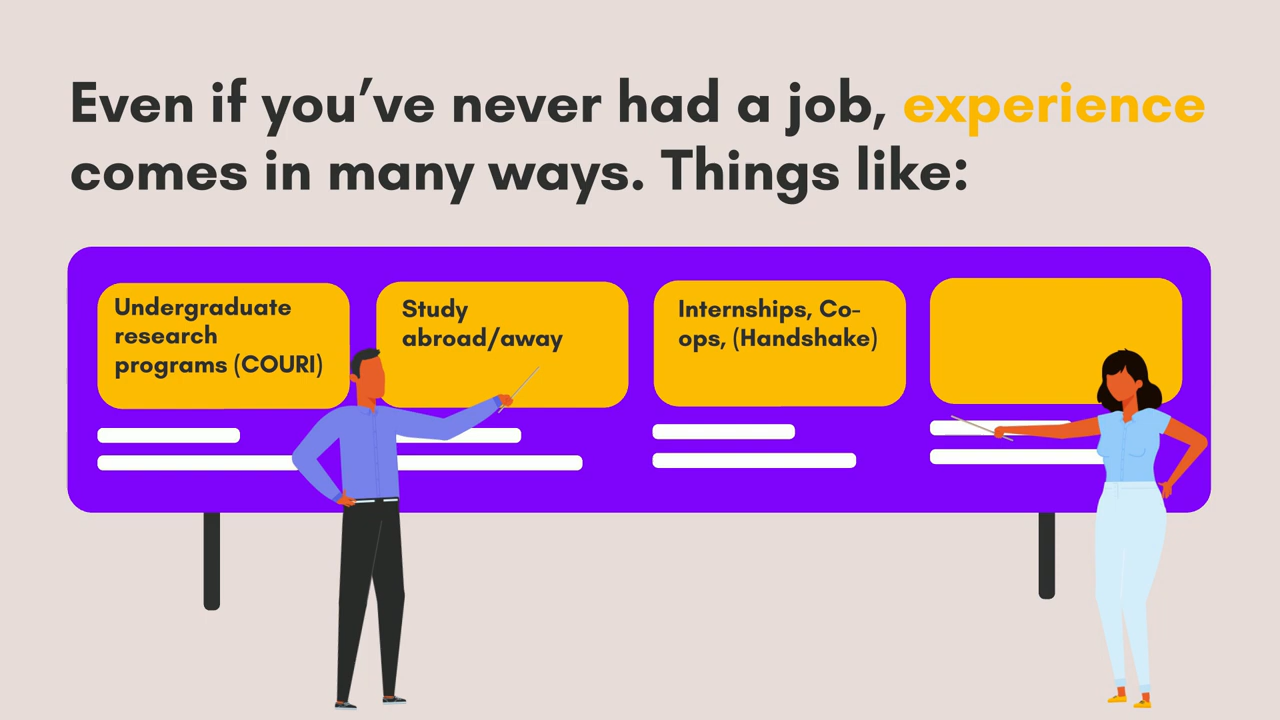 Even if you’ve never had a job, experience
comes in many ways. Things like:
Undergraduate
research
programs (COURI)
Study
abroad/away
Internships, Co-
ops, (Handshake)